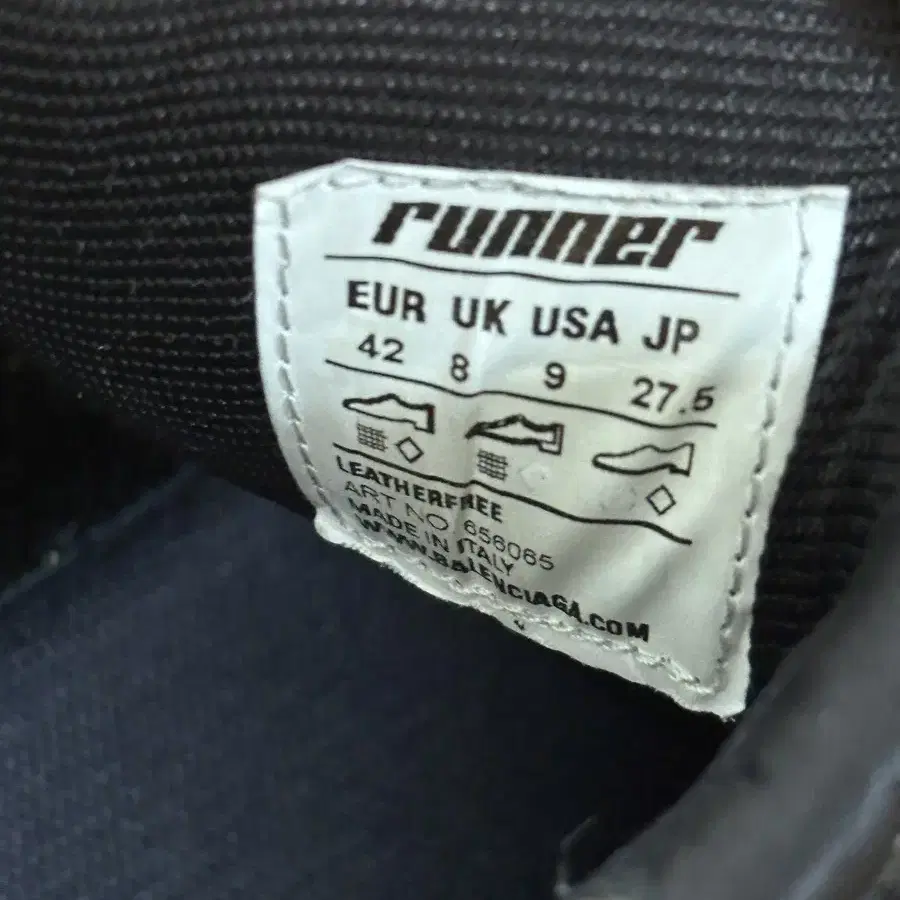 runner
EUR UK USA JP
42 8 9 27.5
LEATHERFREE
ART NO 656065
MADE IN ITALY
WWW.BALENCIAGA.COM